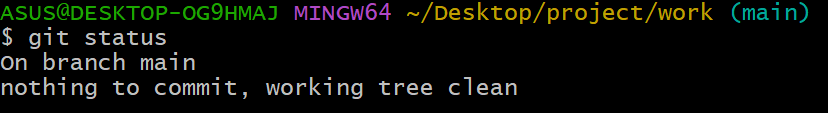 ASUS@DESKTOP-OG9HMAJ MINGW64 ~/Desktop/project/work (main)
$ git status
On branch main
nothing to commit, working tree clean